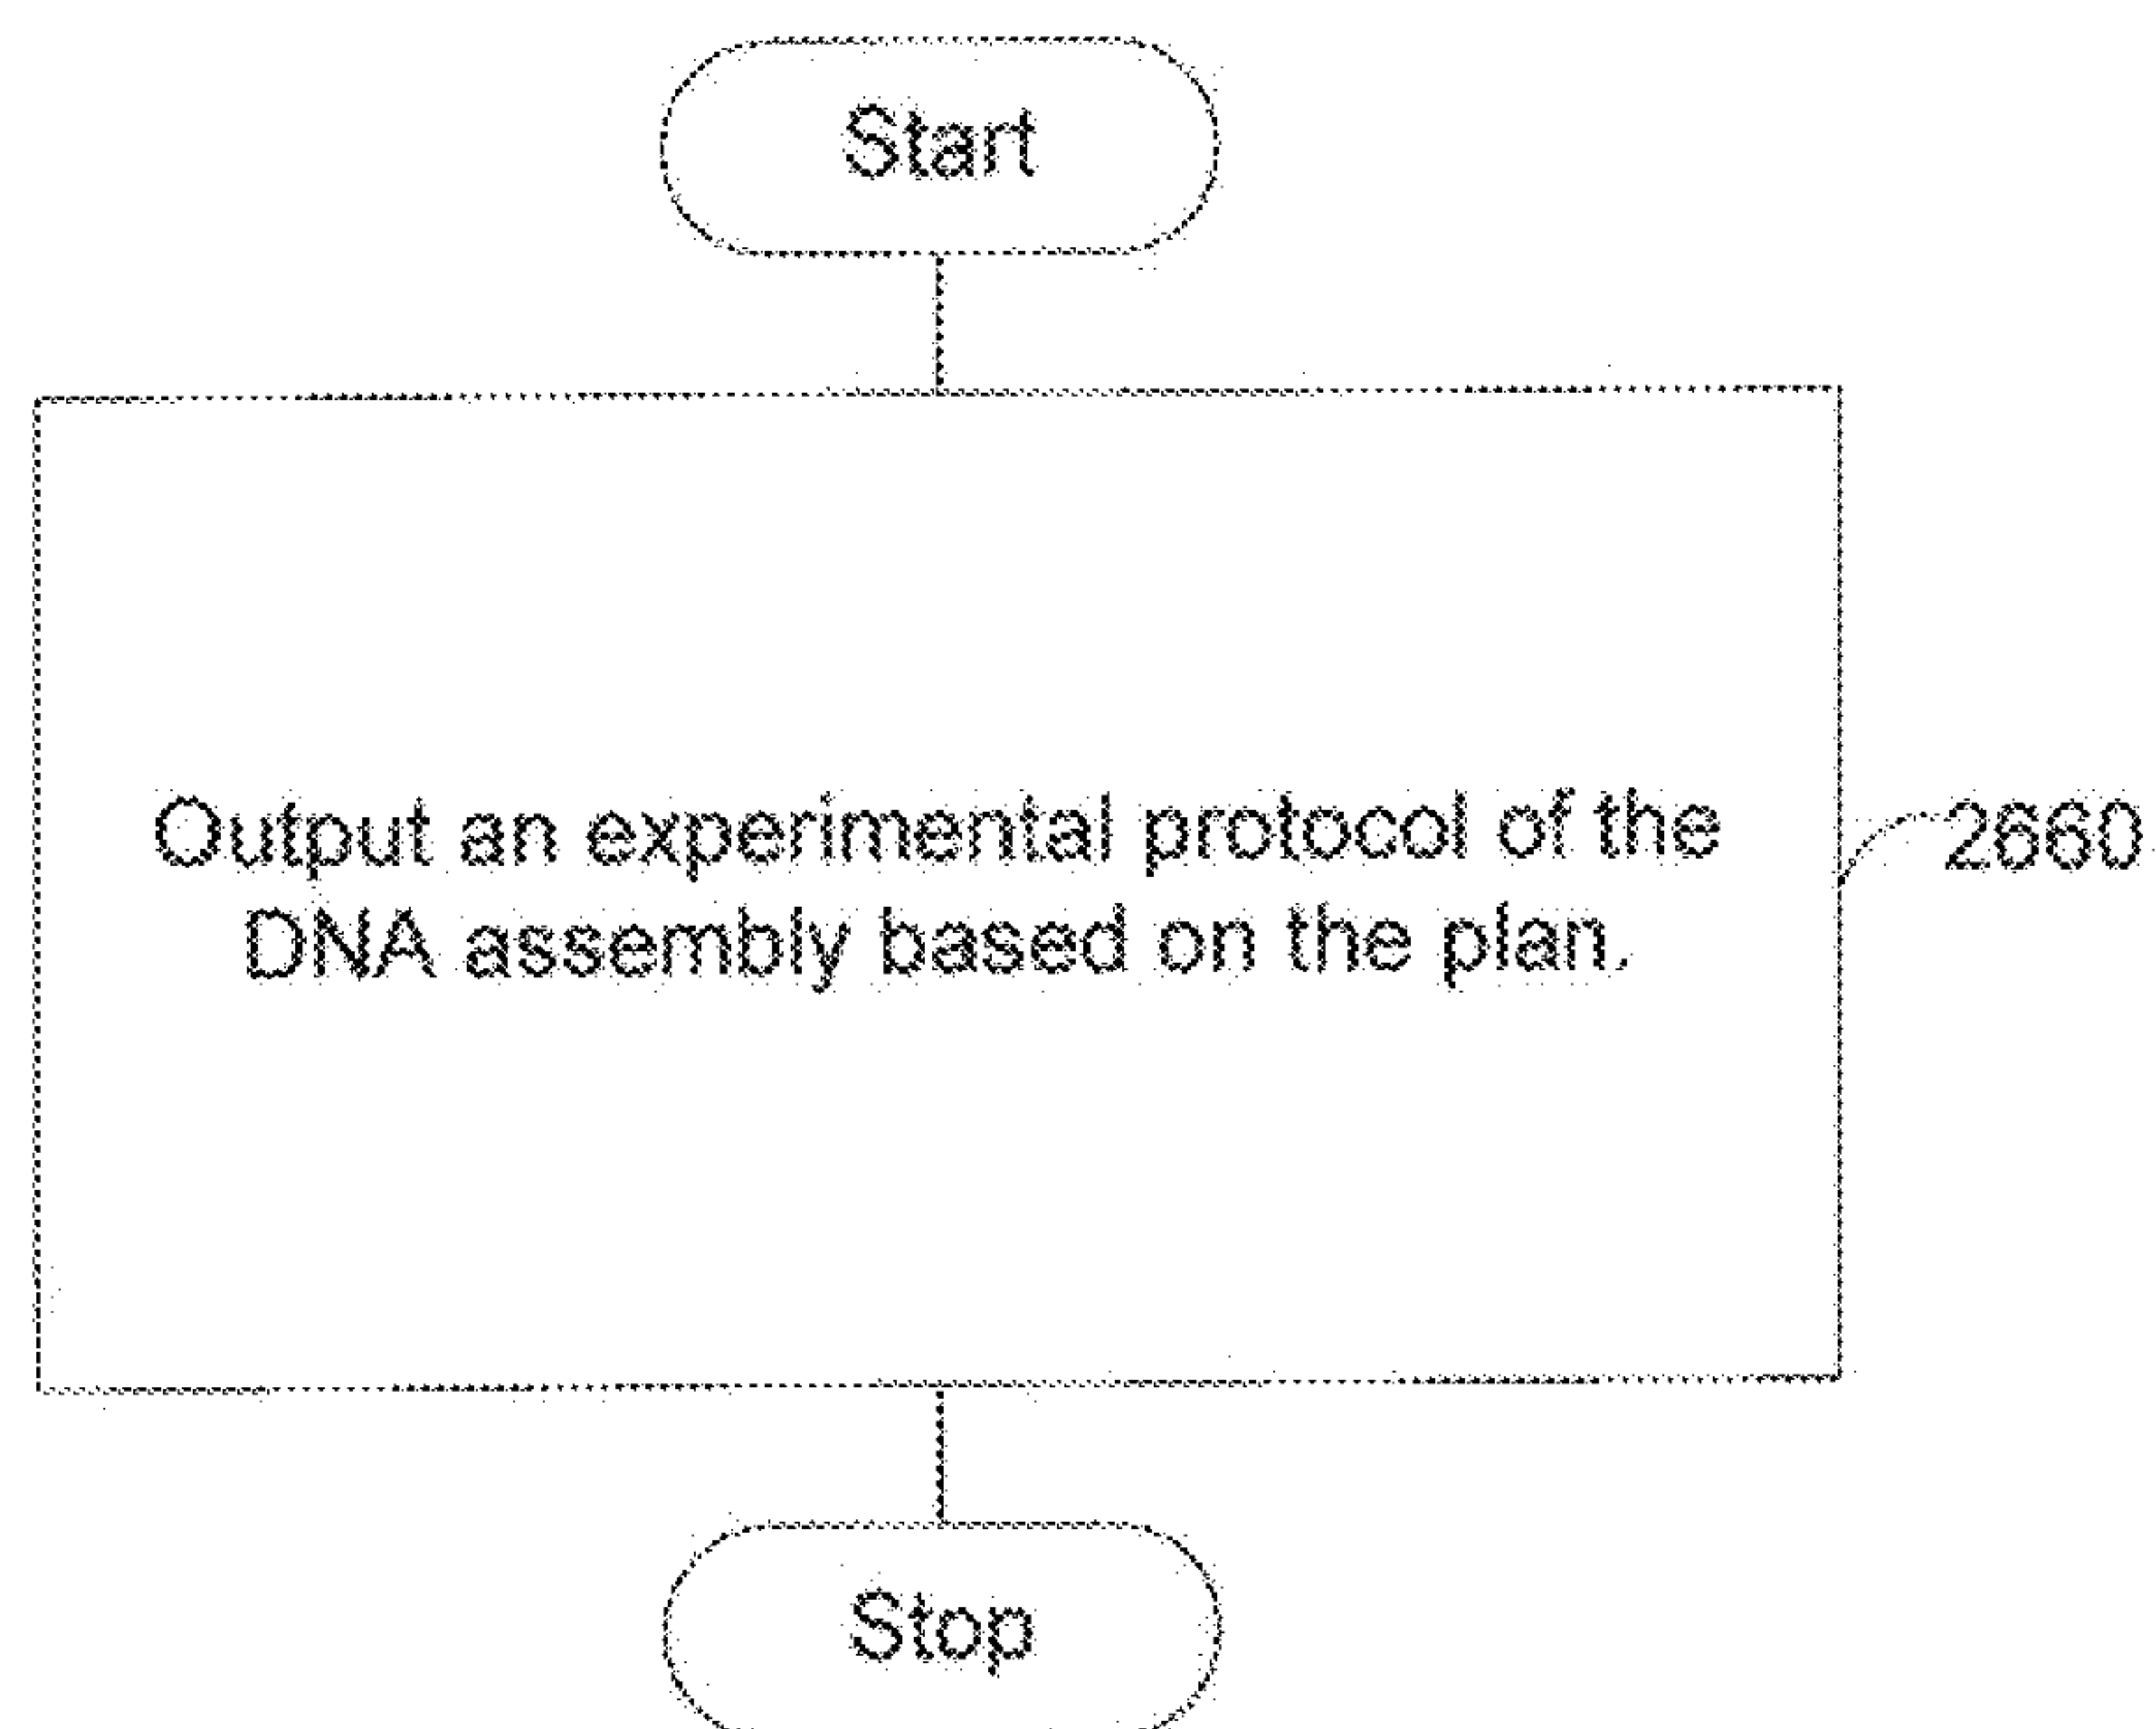 Start
Output an experimental protocol of the
DNA assembly based on the plan.
2660
Stop